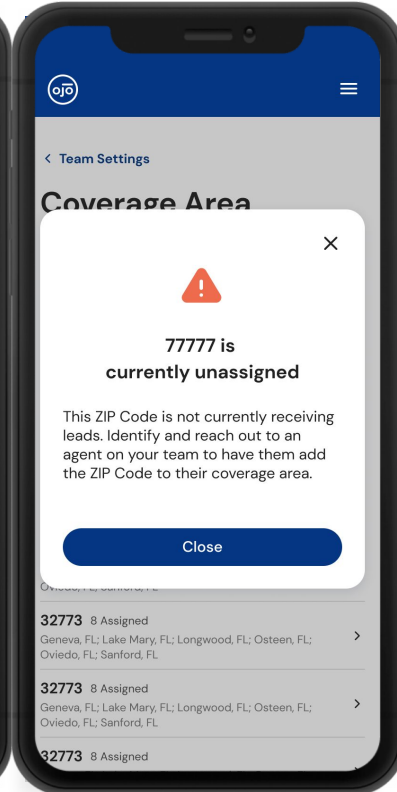 ojō
Team Settings
Coverage Area
77777 is
currently unassigned
This ZIP Code is not currently receiving
leads. Identify and reach out to an
agent on your team to have them add
the ZIP Code to their coverage area.
Close
Oviedo, FL; Sanford, FL
32773 8 Assigned
Geneva, FL; Lake Mary, FL; Longwood, FL; Osteen, FL;
Oviedo, FL; Sanford, FL
32773 8 Assigned
Geneva, FL; Lake Mary, FL; Longwood, FL; Osteen, FL;
Oviedo, FL; Sanford, FL
32773 8 Assigned